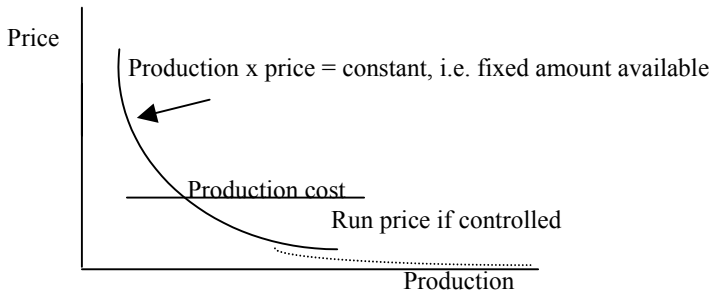 Price
Production x price = constant, i.e. fixed amount available
Production cost
Run price if controlled
Production